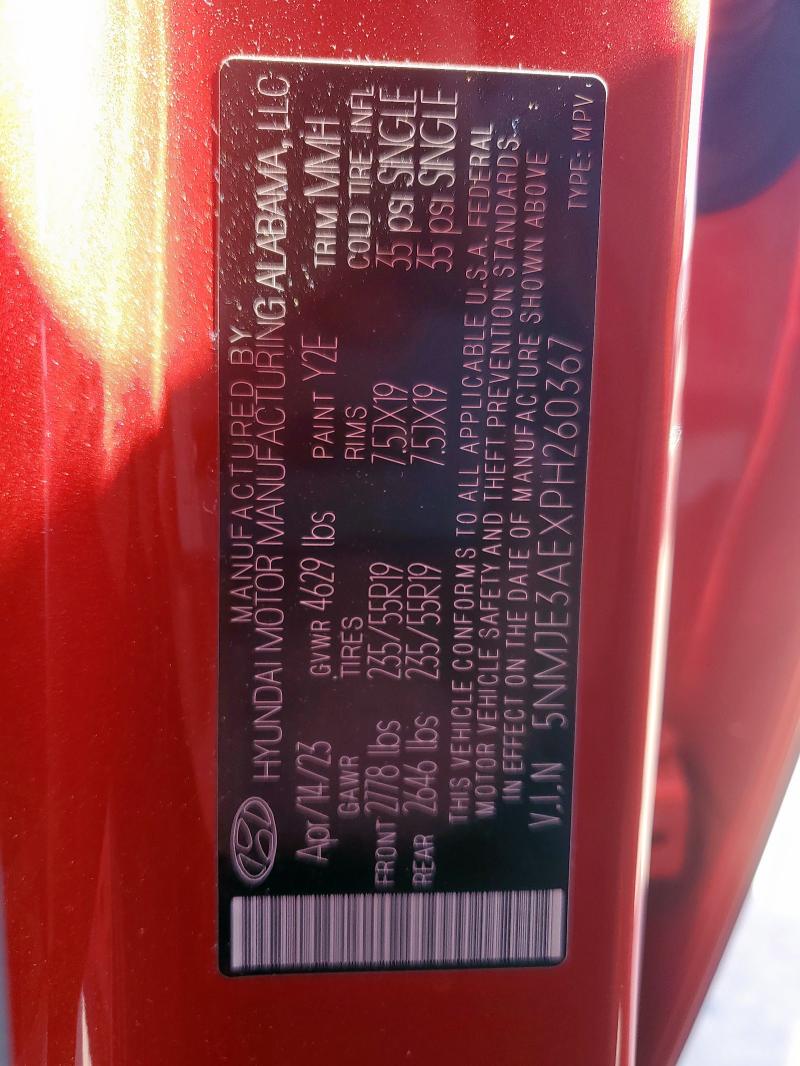 MANUFACTURED BY
HYUNDAI MOTOR MANUFACTURING ALABAMA, LLC
Apr/14/23 GVWR 4629 lbs PAINT Y2E TRIM MMH
GAWR TIRES RIMS COLD TIRE INFL
FRONT 2778 lbs 235/55R19 7.5JX19 35 psi SINGLE
REAR 2646 lbs 235/55R19 7.5JX19 35 psi SINGLE
THIS VEHICLE CONFORMS TO ALL APPLICABLE U.S.A. FEDERAL
MOTOR VEHICLE SAFETY AND THEFT PREVENTION STANDARDS
IN EFFECT ON THE DATE OF MANUFACTURE SHOWN ABOVE
V.I.N 5NMJE3AEXPH260367 TYPE: MPV.